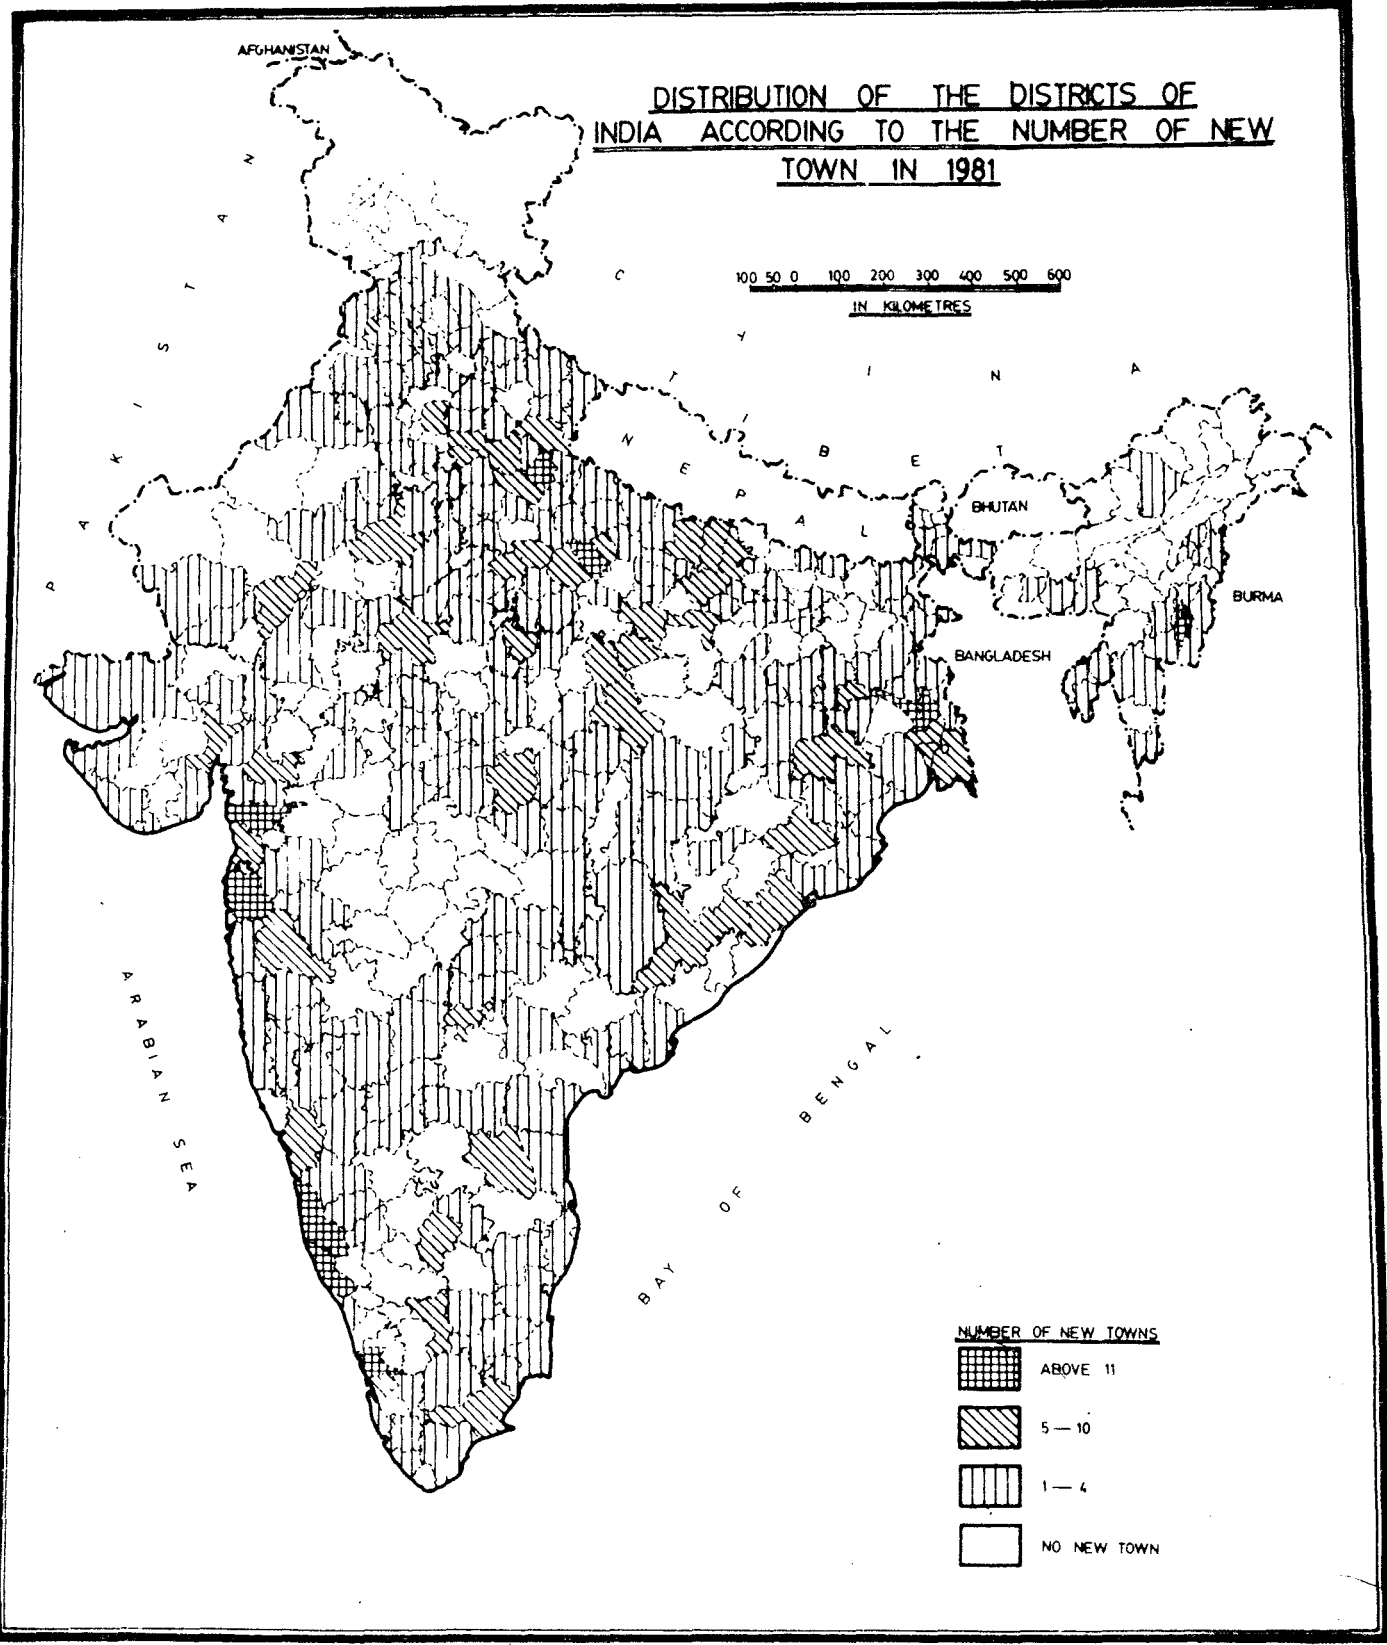 AFGHANISTAN
DISTRIBUTION OF THE DISTRICTS OF
INDIA ACCORDING TO THE NUMBER OF NEW
TOWN IN 1981
100 50 0 100 200 300 400 500 600
IN KILOMETRES
PAKISTAN
CHINA
TIBET
NEPAL
BHUTAN
BURMA
BANGLADESH
ARABIAN SEA
BAY OF BENGAL
NUMBER OF NEW TOWNS
ABOVE 11
5 — 10
1 — 4
NO NEW TOWN